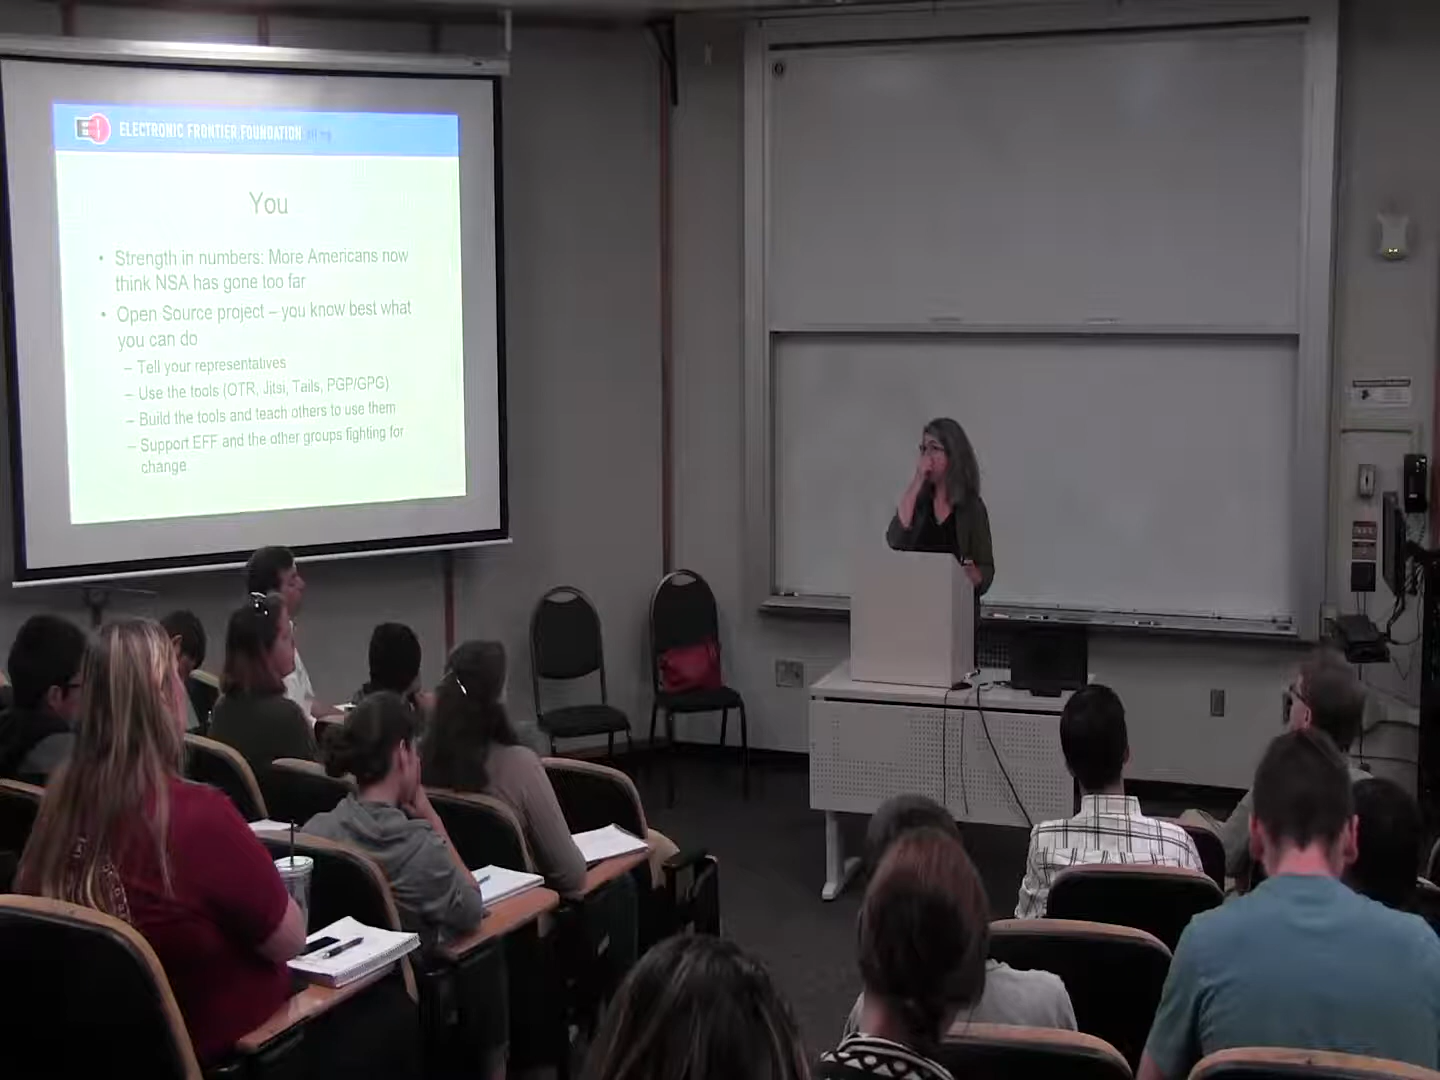 ELECTRONIC FRONTIER FOUNDATION
You
• Strength in numbers: More Americans now
think NSA has gone too far
• Open Source project – you know best what
you can do
– Tell your representatives
– Use the tools (OTR, Jitsi, Tails, PGP/GPG)
– Build the tools and teach others to use them
– Support EFF and the other groups fighting for
change